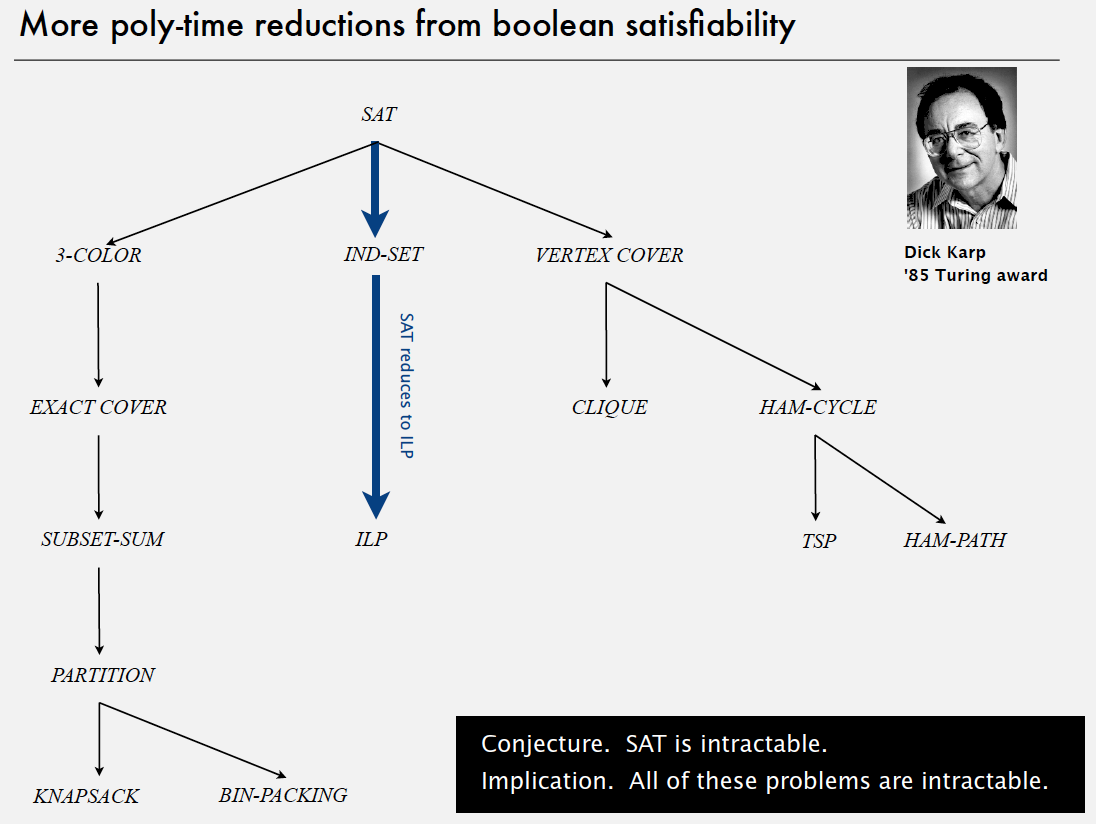 More poly-time reductions from boolean satisfiability
SAT
3-COLOR
IND-SET
VERTEX COVER
Dick Karp
'85 Turing award
SAT reduces to ILP
EXACT COVER
CLIQUE
HAM-CYCLE
SUBSET-SUM
ILP
TSP
HAM-PATH
PARTITION
Conjecture. SAT is intractable.
Implication. All of these problems are intractable.
KNAPSACK
BIN-PACKING